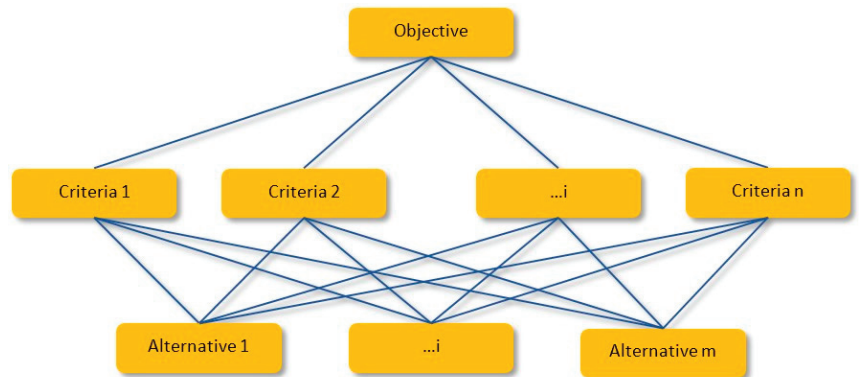 Objective
Criteria 1
Criteria 2
...i
Criteria n
Alternative 1
...i
Alternative m